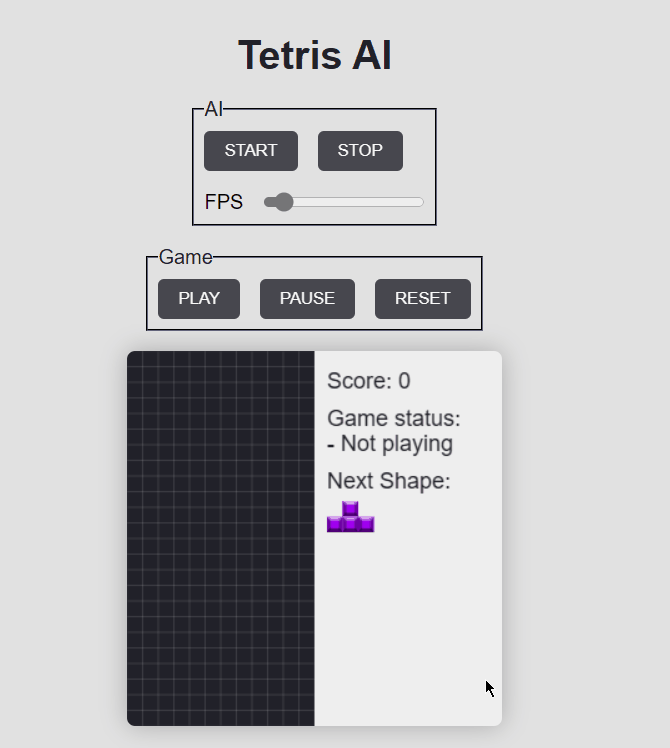 Tetris AI
AI
START STOP
FPS
Game
PLAY PAUSE RESET
Score: 0
Game status:
- Not playing
Next Shape: